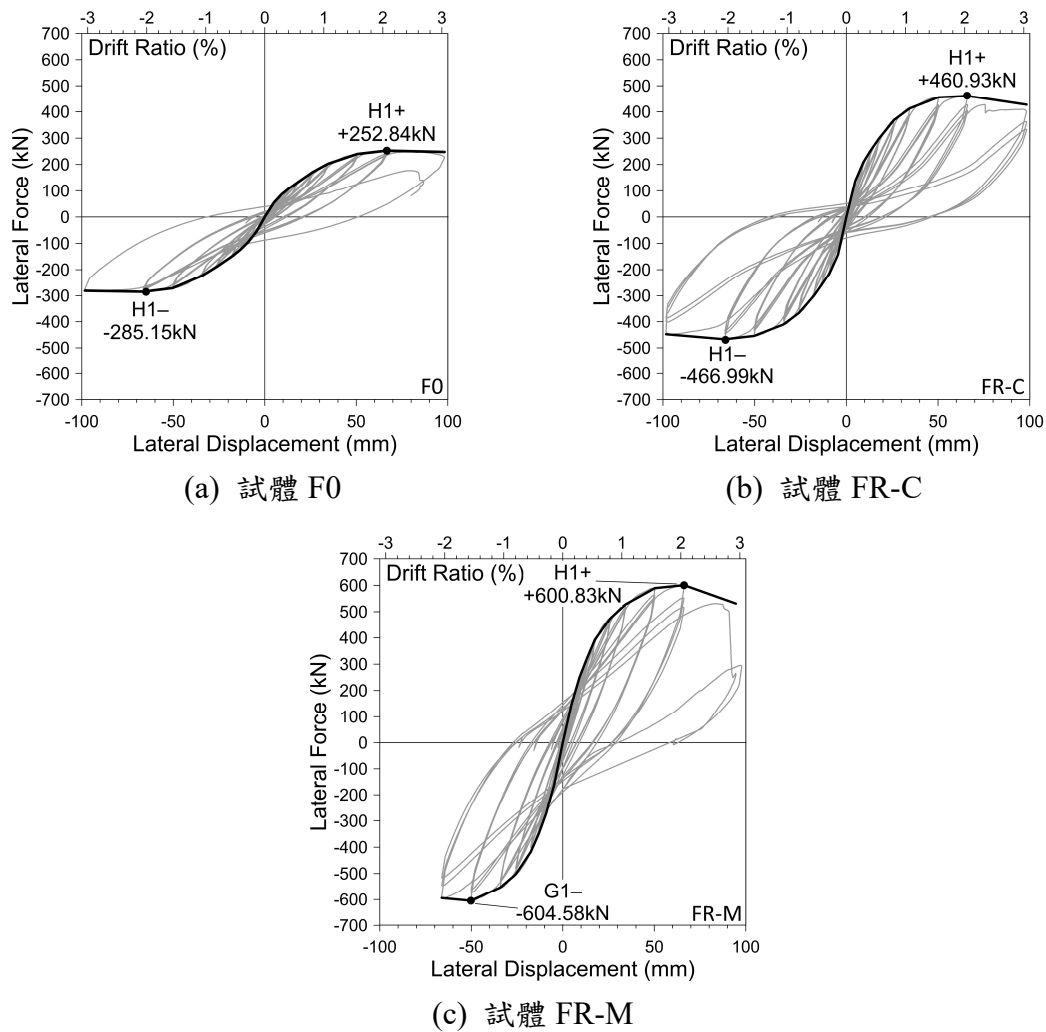 -3 -2 -1 0 1 2 3
700
600
500
400
300
200
100
0
-100
-200
-300
-400
-500
-600
-700
Lateral Force (kN)
Drift Ratio (%)
H1+
+252.84kN
H1–
-285.15kN
F0
-100 -50 0 50 100
Lateral Displacement (mm)
(a) 試體 F0
-3 -2 -1 0 1 2 3
700
600
500
400
300
200
100
0
-100
-200
-300
-400
-500
-600
-700
Lateral Force (kN)
Drift Ratio (%)
H1+
+460.93kN
H1–
-466.99kN
FR-C
-100 -50 0 50 100
Lateral Displacement (mm)
(b) 試體 FR-C
-3 -2 -1 0 1 2 3
700
600
500
400
300
200
100
0
-100
-200
-300
-400
-500
-600
-700
Lateral Force (kN)
Drift Ratio (%)
H1+
+600.83kN
G1–
-604.58kN
FR-M
-100 -50 0 50 100
Lateral Displacement (mm)
(c) 試體 FR-M